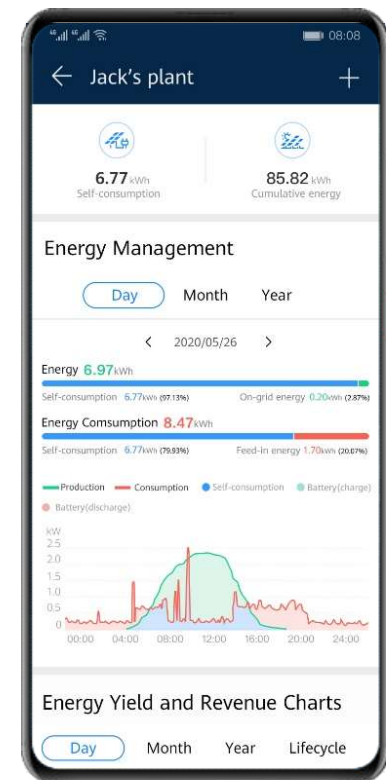 4G 4G 08:08
Jack's plant
6.77 kWh 85.82 kWh
Self-consumption Cumulative energy
Energy Management
Day Month Year
2020/05/26
Energy 6.97kWh
Self-consumption 6.77kWh (97.13%) On-grid energy 0.20kWh (2.87%)
Energy Comsumption 8.47kWh
Self-consumption 6.77kWh (79.93%) Feed-in energy 1.70kWh (20.07%)
Production Consumption Self-consumption Battery(charge)
Battery(discharge)
kW
2.5
2.0
1.5
1.0
0.5
0
00:00 04:00 08:00 12:00 16:00 20:00 24:00
Energy Yield and Revenue Charts
Day Month Year Lifecycle